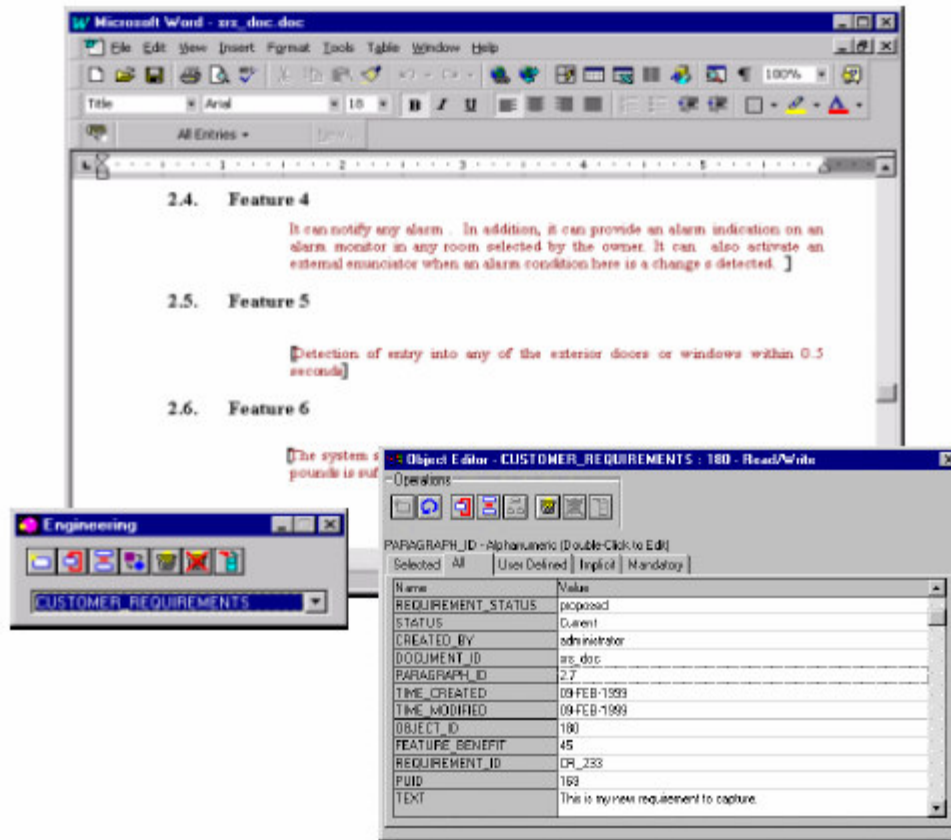 Microsoft Word - srs_doc.doc
File Edit View Insert Format Tools Table Window Help
100%
Title Arial 18 B I U
All Entries
1 2 3 4 5
2.4. Feature 4
It can notify any alarm . In addition, it can provide an alarm indication on an
alarm monitor in any room selected by the owner. It can also activate an
external enunciator when an alarm condition here is a change s detected. ]
2.5. Feature 5
[Detection of entry into any of the exterior doors or windows within 0.5
seconds]
2.6. Feature 6
[The system s
pounds is suf
Object Editor - CUSTOMER_REQUIREMENTS : 180 - Read/Write
Operations
PARAGRAPH_ID - Alphanumeric (Double-Click to Edit)
Selected All User Defined Implicit Mandatory
Name Value
REQUIREMENT_STATUS proposed
STATUS Current
CREATED_BY administrator
DOCUMENT_ID srs_doc
PARAGRAPH_ID 2.7
TIME_CREATED 09-FEB-1999
TIME_MODIFIED 09-FEB-1999
OBJECT_ID 180
FEATURE_BENEFIT 45
REQUIREMENT_ID CR_233
PUID 169
TEXT This is my new requirement to capture.
Engineering
CUSTOMER_REQUIREMENTS